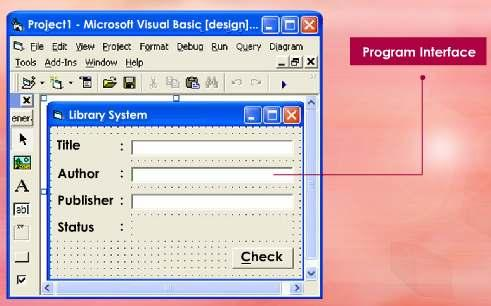 Project1 - Microsoft Visual Basic [design]...
File Edit View Project Format Debug Run Query Diagram
Tools Add-Ins Window Help
Program Interface
Library System
Title :
Author :
Publisher :
Status :
Check
A
ab